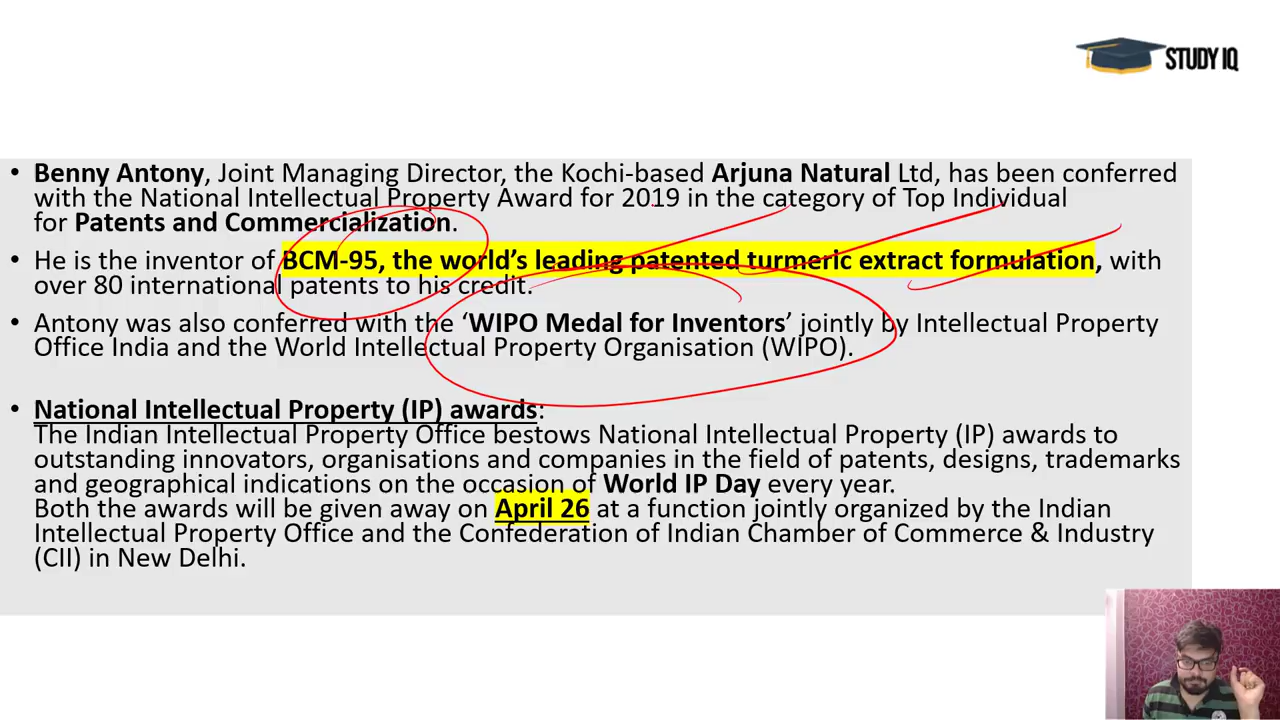 STUDY IQ
• Benny Antony, Joint Managing Director, the Kochi-based Arjuna Natural Ltd, has been conferred
with the National Intellectual Property Award for 2019 in the category of Top Individual
for Patents and Commercialization.
• He is the inventor of BCM-95, the world's leading patented turmeric extract formulation, with
over 80 international patents to his credit.
• Antony was also conferred with the ‘WIPO Medal for Inventors’ jointly by Intellectual Property
Office India and the World Intellectual Property Organisation (WIPO).
• National Intellectual Property (IP) awards:
The Indian Intellectual Property Office bestows National Intellectual Property (IP) awards to
outstanding innovators, organisations and companies in the field of patents, designs, trademarks
and geographical indications on the occasion of World IP Day every year.
Both the awards will be given away on April 26 at a function jointly organized by the Indian
Intellectual Property Office and the Confederation of Indian Chamber of Commerce & Industry
(CII) in New Delhi.